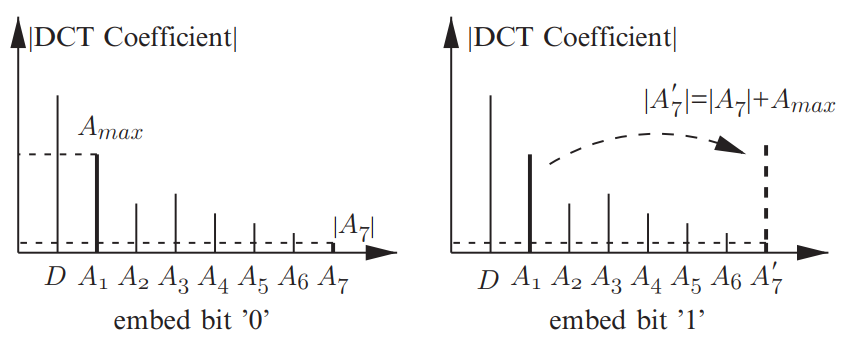 |DCT Coefficient|
A_max
|A_7|
D A_1 A_2 A_3 A_4 A_5 A_6 A_7
embed bit '0'
|DCT Coefficient|
|A'_7|=|A_7|+A_max
D A_1 A_2 A_3 A_4 A_5 A_6 A'_7
embed bit '1'